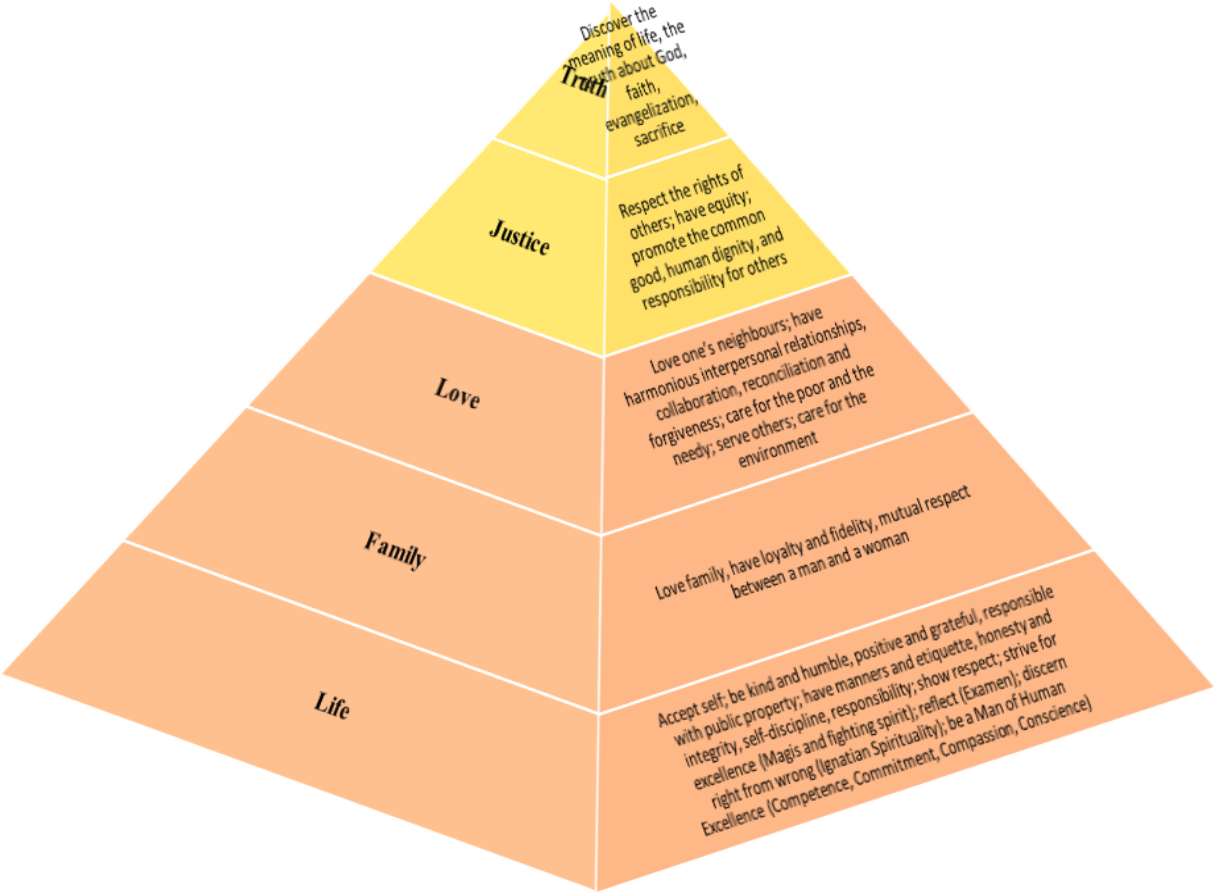 Truth
Discover the
meaning of life, the
truth about God,
faith,
evangelization,
sacrifice
Justice
Respect the rights of
others; have equity;
promote the common
good, human dignity, and
responsibility for others
Love
Love one's neighbours; have
harmonious interpersonal relationships,
collaboration, reconciliation and
forgiveness; care for the poor and the
needy; serve others; care for the
environment
Family
Love family, have loyalty and fidelity, mutual respect
between a man and a woman
Life
Accept self; be kind and humble, positive and grateful, responsible
with public property; have manners and etiquette, honesty and
integrity, self-discipline, responsibility; show respect; strive for
excellence (Magis and fighting spirit); reflect (Examen); discern
right from wrong (Ignatian Spirituality); be a Man of Human
Excellence (Competence, Commitment, Compassion, Conscience)